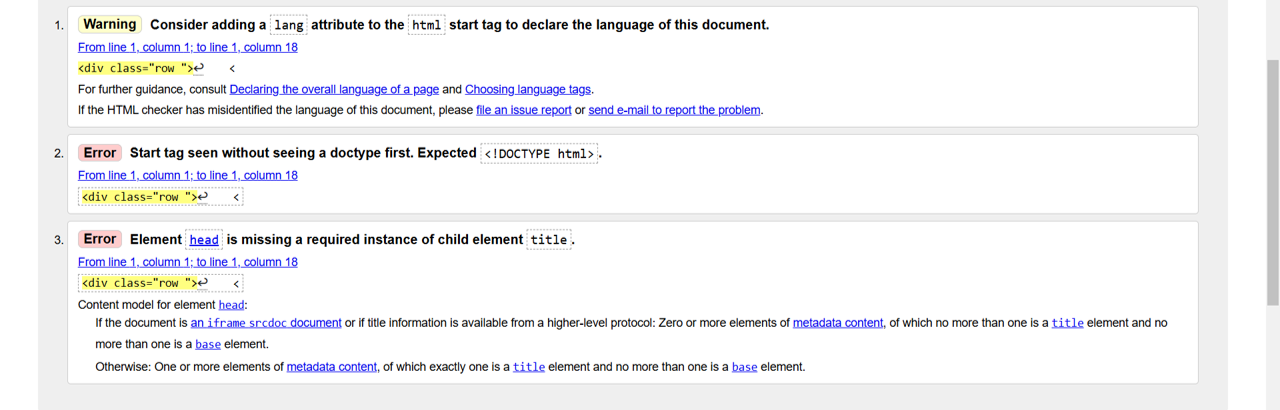 1. Warning Consider adding a lang attribute to the html start tag to declare the language of this document.
From line 1, column 1; to line 1, column 18
<div class="row ">↩    <
For further guidance, consult Declaring the overall language of a page and Choosing language tags.
If the HTML checker has misidentified the language of this document, please file an issue report or send e-mail to report the problem.
2. Error Start tag seen without seeing a doctype first. Expected <!DOCTYPE html>.
From line 1, column 1; to line 1, column 18
<div class="row ">↩    <
3. Error Element head is missing a required instance of child element title.
From line 1, column 1; to line 1, column 18
<div class="row ">↩    <
Content model for element head:
If the document is an iframe srcdoc document or if title information is available from a higher-level protocol: Zero or more elements of metadata content, of which no more than one is a title element and no
more than one is a base element.
Otherwise: One or more elements of metadata content, of which exactly one is a title element and no more than one is a base element.